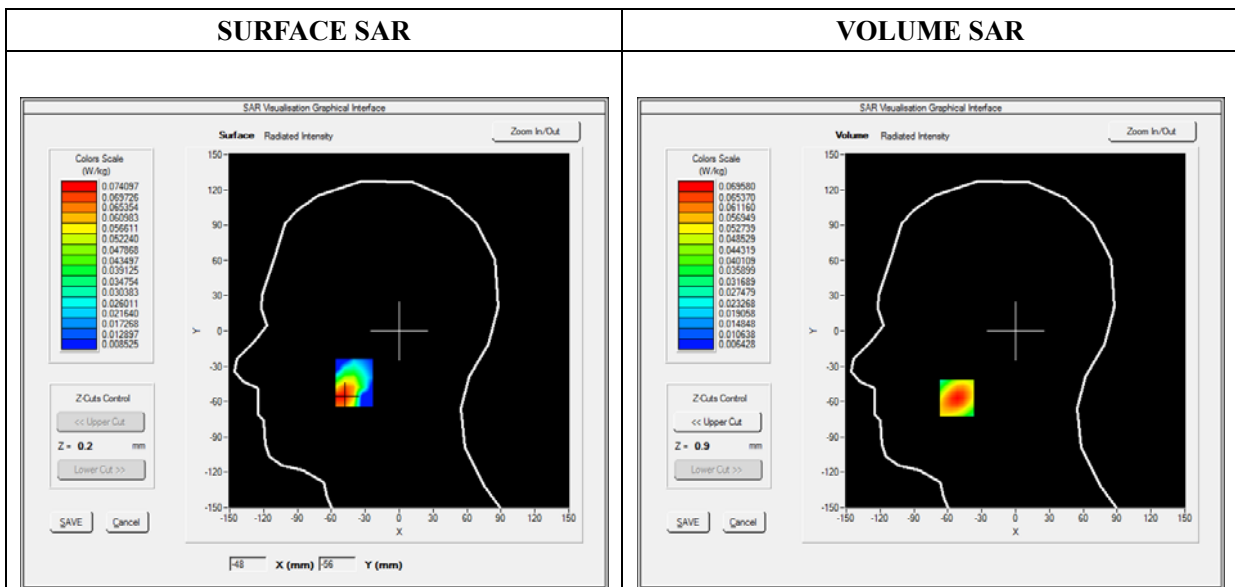 SURFACE SAR
VOLUME SAR
SAR Visualisation Graphical Interface
Surface Radiated Intensity
Zoom In/Out
Colors Scale
(W/kg)
0.074097
0.069726
0.065354
0.060983
0.056611
0.052240
0.047868
0.043497
0.039125
0.034754
0.030383
0.026011
0.021640
0.017268
0.012897
0.008525
Z-Cuts Control
<< Upper Cut
Z = 0.2 mm
Lower Cut >>
SAVE Cancel
150
120
90
60
30
0
-30
-60
-90
-120
-150
Y
-150 -120 -90 -60 -30 0 30 60 90 120 150
X
-48 X (mm) -56 Y (mm)
SAR Visualisation Graphical Interface
Volume Radiated Intensity
Zoom In/Out
Colors Scale
(W/kg)
0.069580
0.065370
0.061160
0.056949
0.052739
0.048529
0.044319
0.040109
0.035899
0.031689
0.027479
0.023268
0.019058
0.014848
0.010638
0.006428
Z-Cuts Control
<< Upper Cut
Z = 0.9 mm
Lower Cut >>
SAVE Cancel
150
120
90
60
30
0
-30
-60
-90
-120
-150
Y
-150 -120 -90 -60 -30 0 30 60 90 120 150
X